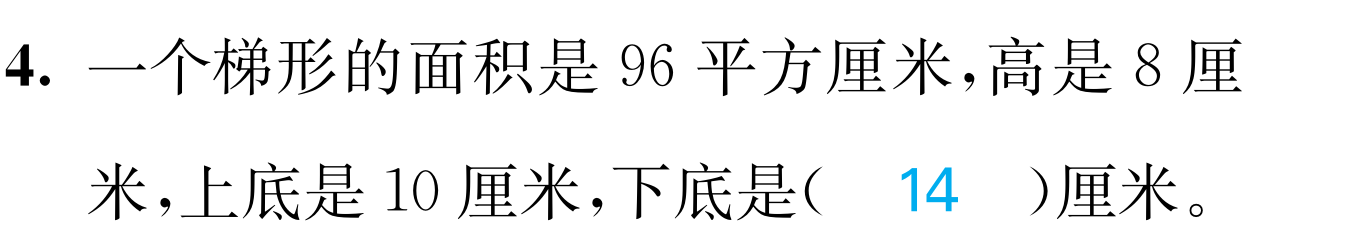 4. 一个梯形的面积是 96 平方厘米,高是 8 厘
米,上底是 10 厘米,下底是( 14 )厘米。